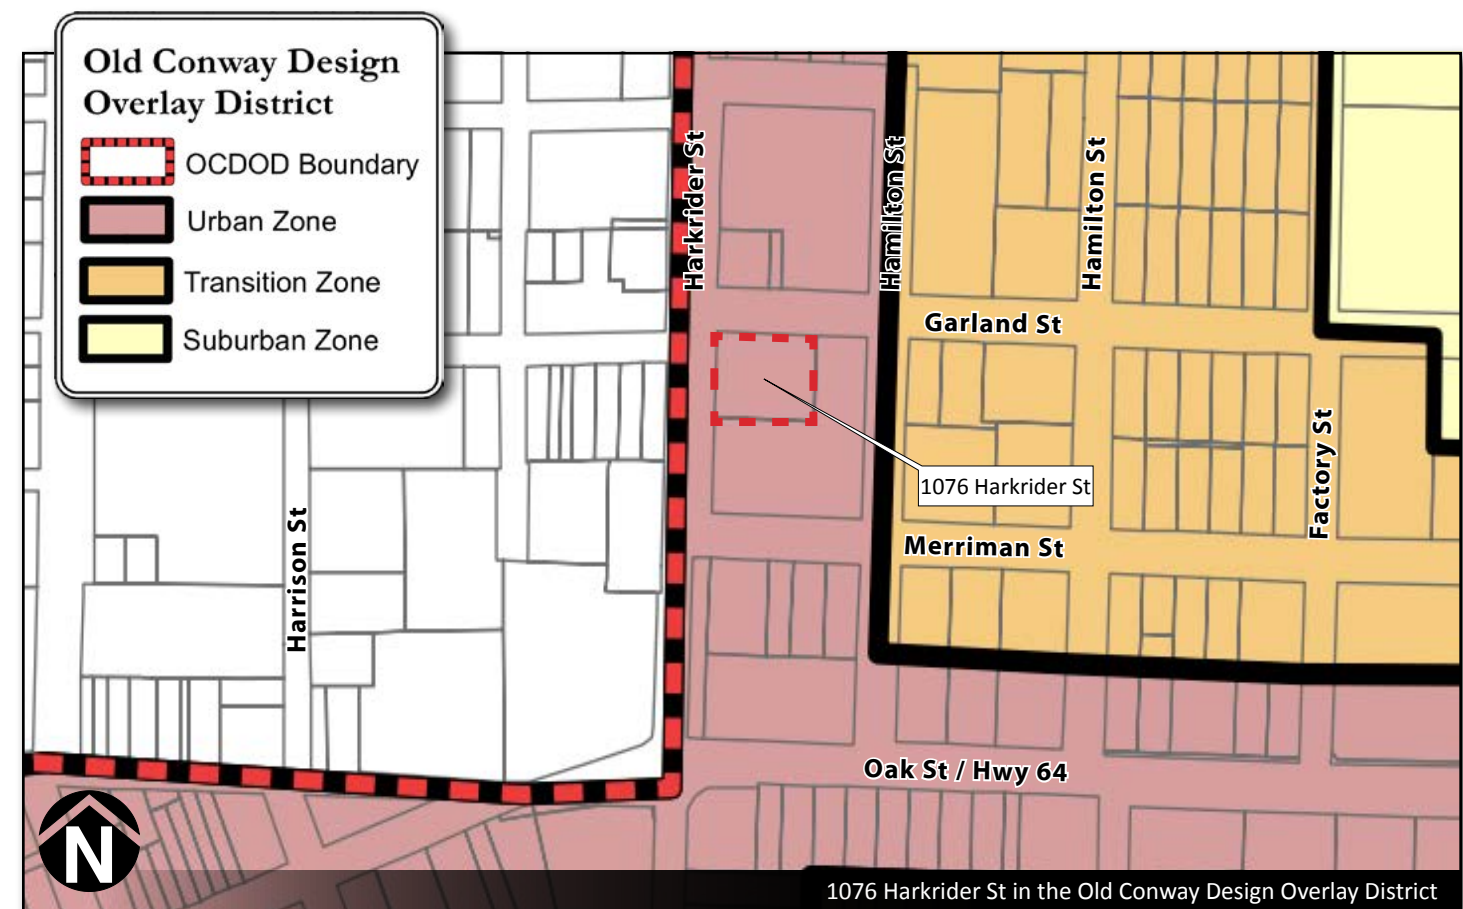 Old Conway Design
Overlay District
OCDOD Boundary
Urban Zone
Transition Zone
Suburban Zone
Harkrider St
Hamilton St
Hamilton St
Garland St
1076 Harkrider St
Factory St
Harrison St
Merriman St
Oak St / Hwy 64
N
1076 Harkrider St in the Old Conway Design Overlay District